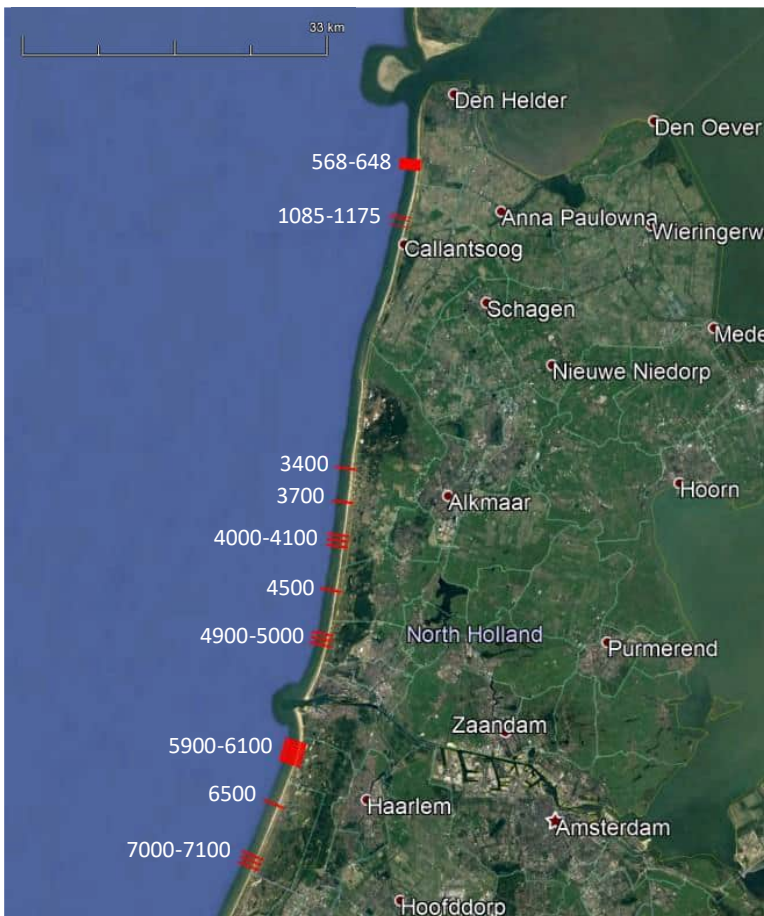 33 km
Den Helder
Den Oever
568-648
1085-1175
Anna Paulowna
Wieringerw
Callantsoog
Schagen
Mede
Nieuwe Niedorp
3400
Hoorn
3700
Alkmaar
4000-4100
4500
4900-5000
North Holland
Purmerend
Zaandam
5900-6100
6500
Haarlem
Amsterdam
7000-7100
Hoofddorp